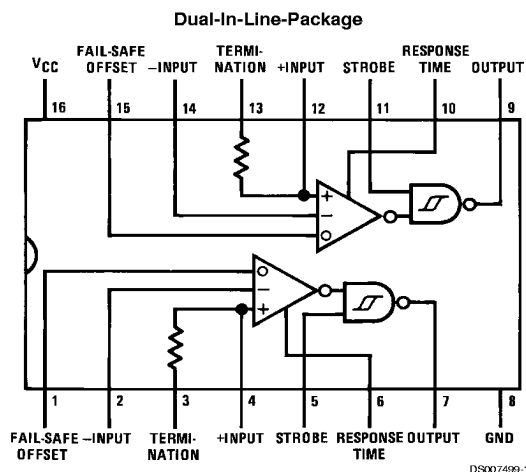 Dual-In-Line-Package
VCC
FAIL-SAFE
OFFSET
–INPUT
TERMI-
NATION
+INPUT
STROBE
RESPONSE
TIME
OUTPUT
16 15 14 13 12 11 10 9
+
–
–
+
1 2 3 4 5 6 7 8
FAIL-SAFE
OFFSET
–INPUT
TERMI-
NATION
+INPUT
STROBE
RESPONSE
TIME
OUTPUT
GND